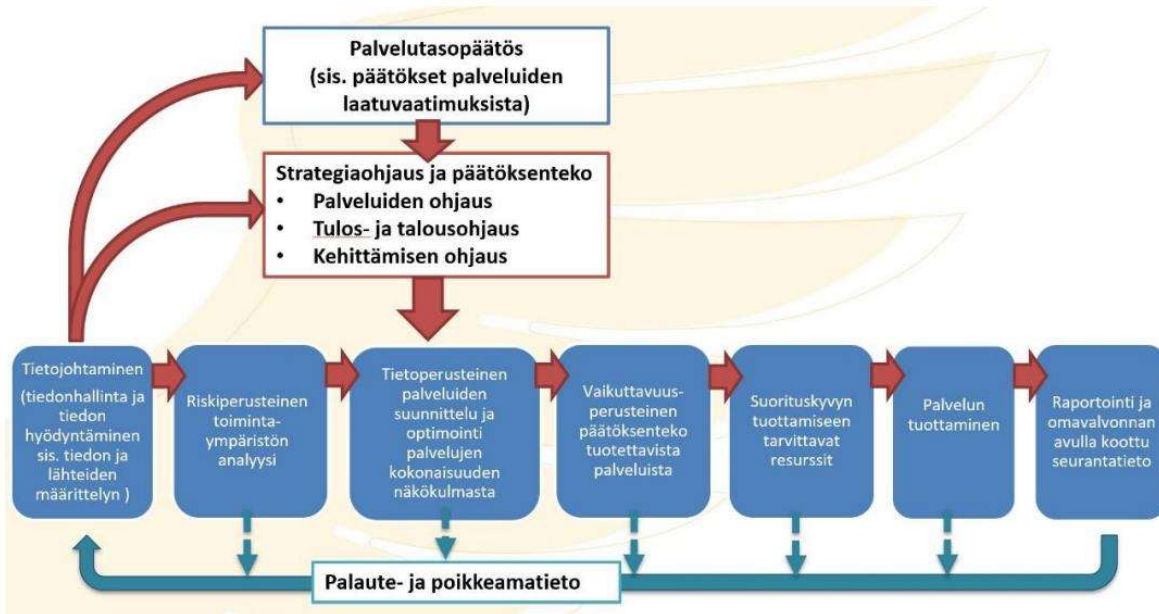 Palvelutasopäätös
(sis. päätökset palveluiden
laatuvaatimuksista)
Strategiaohjaus ja päätöksenteko
• Palveluiden ohjaus
• Tulos- ja talousohjaus
• Kehittämisen ohjaus
Tietojohtaminen
(tiedonhallinta ja
tiedon
hyödyntäminen
sis. tiedon ja
lähteiden
määrittelyn )
Riskiperusteinen
toiminta-
ympäristön
analyysi
Tietoperusteinen
palveluiden
suunnittelu ja
optimointi
palvelujen
kokonaisuuden
näkökulmasta
Vaikuttavuus-
perusteinen
päätöksenteko
tuotettavista
palveluista
Suorituskyvyn
tuottamiseen
tarvittavat
resurssit
Palvelun
tuottaminen
Raportointi ja
omavalvonnan
avulla koottu
seurantatieto
Palaute- ja poikkeamatieto